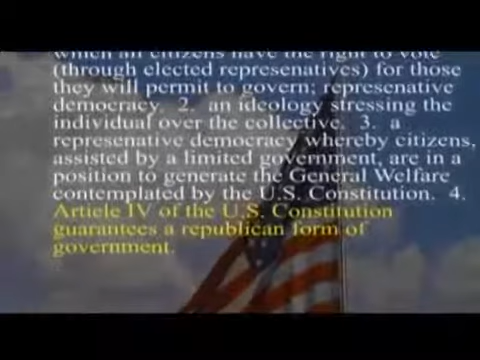 which all citizens have the right to vote
(through elected represenatives) for those
they will permit to govern; represenative
democracy. 2. an ideology stressing the
individual over the collective. 3. a
represenative democracy whereby citizens,
assisted by a limited government, are in a
position to generate the General Welfare
contemplated by the U.S. Constitution. 4.
Article IV of the U.S. Constitution
guarantees a republican form of
government.